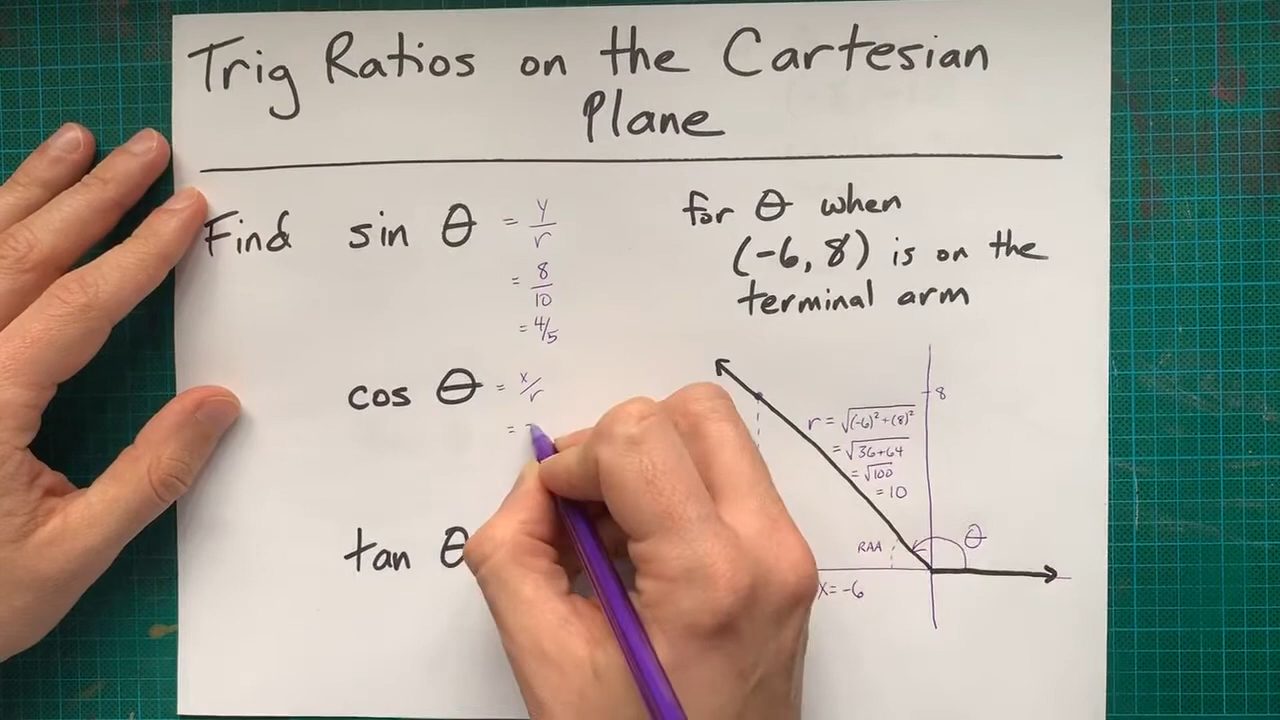 Trig Ratios on the Cartesian
Plane
Find sin θ = y/r
= 8/10
= 4/5
for θ when
(-6, 8) is on the
terminal arm
cos θ = x/r
=
tan θ
8
r = √(-6)²+(8)²
= √36+64
= √100
= 10
RAA
θ
x = -6